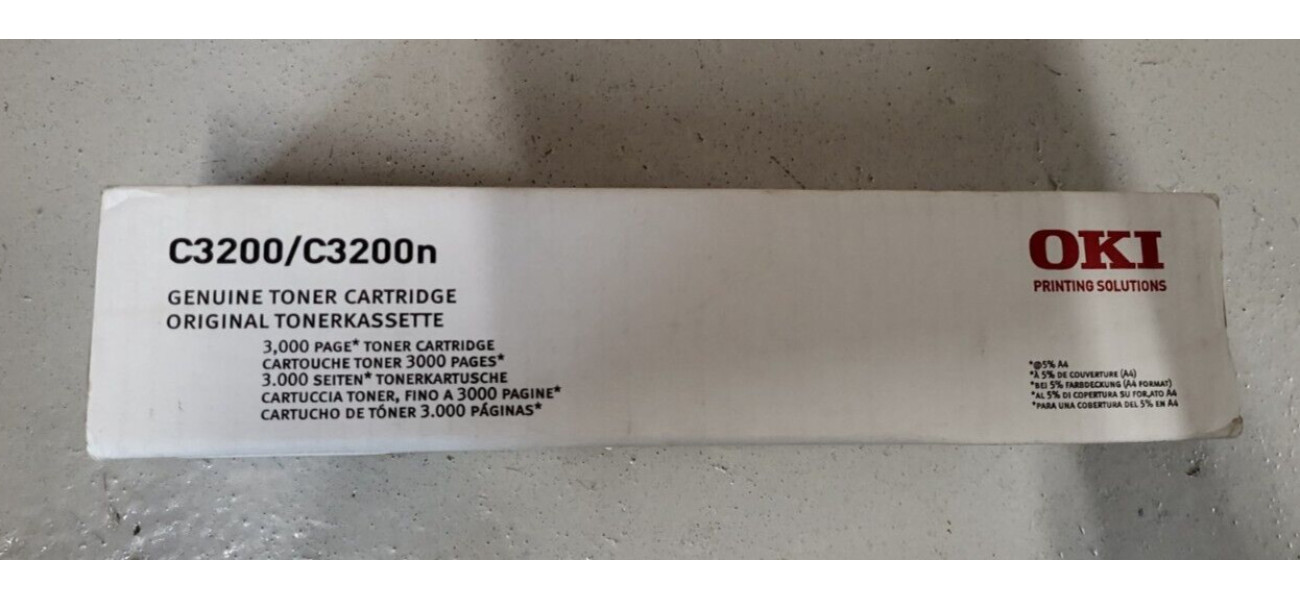 C3200/C3200n
GENUINE TONER CARTRIDGE
ORIGINAL TONERKASSETTE
3,000 PAGE* TONER CARTRIDGE
CARTOUCHE TONER 3000 PAGES*
3.000 SEITEN* TONERKARTUSCHE
CARTUCCIA TONER, FINO A 3000 PAGINE*
CARTUCHO DE TÓNER 3.000 PÁGINAS*
OKI
PRINTING SOLUTIONS
*@5% A4
*À 5% DE COUVERTURE (A4)
*BEI 5% FARBDECKUNG (A4 FORMAT)
*AL 5% DI COPERTURA SU FOR,ATO A4
*PARA UNA COBERTURA DEL 5% EN A4